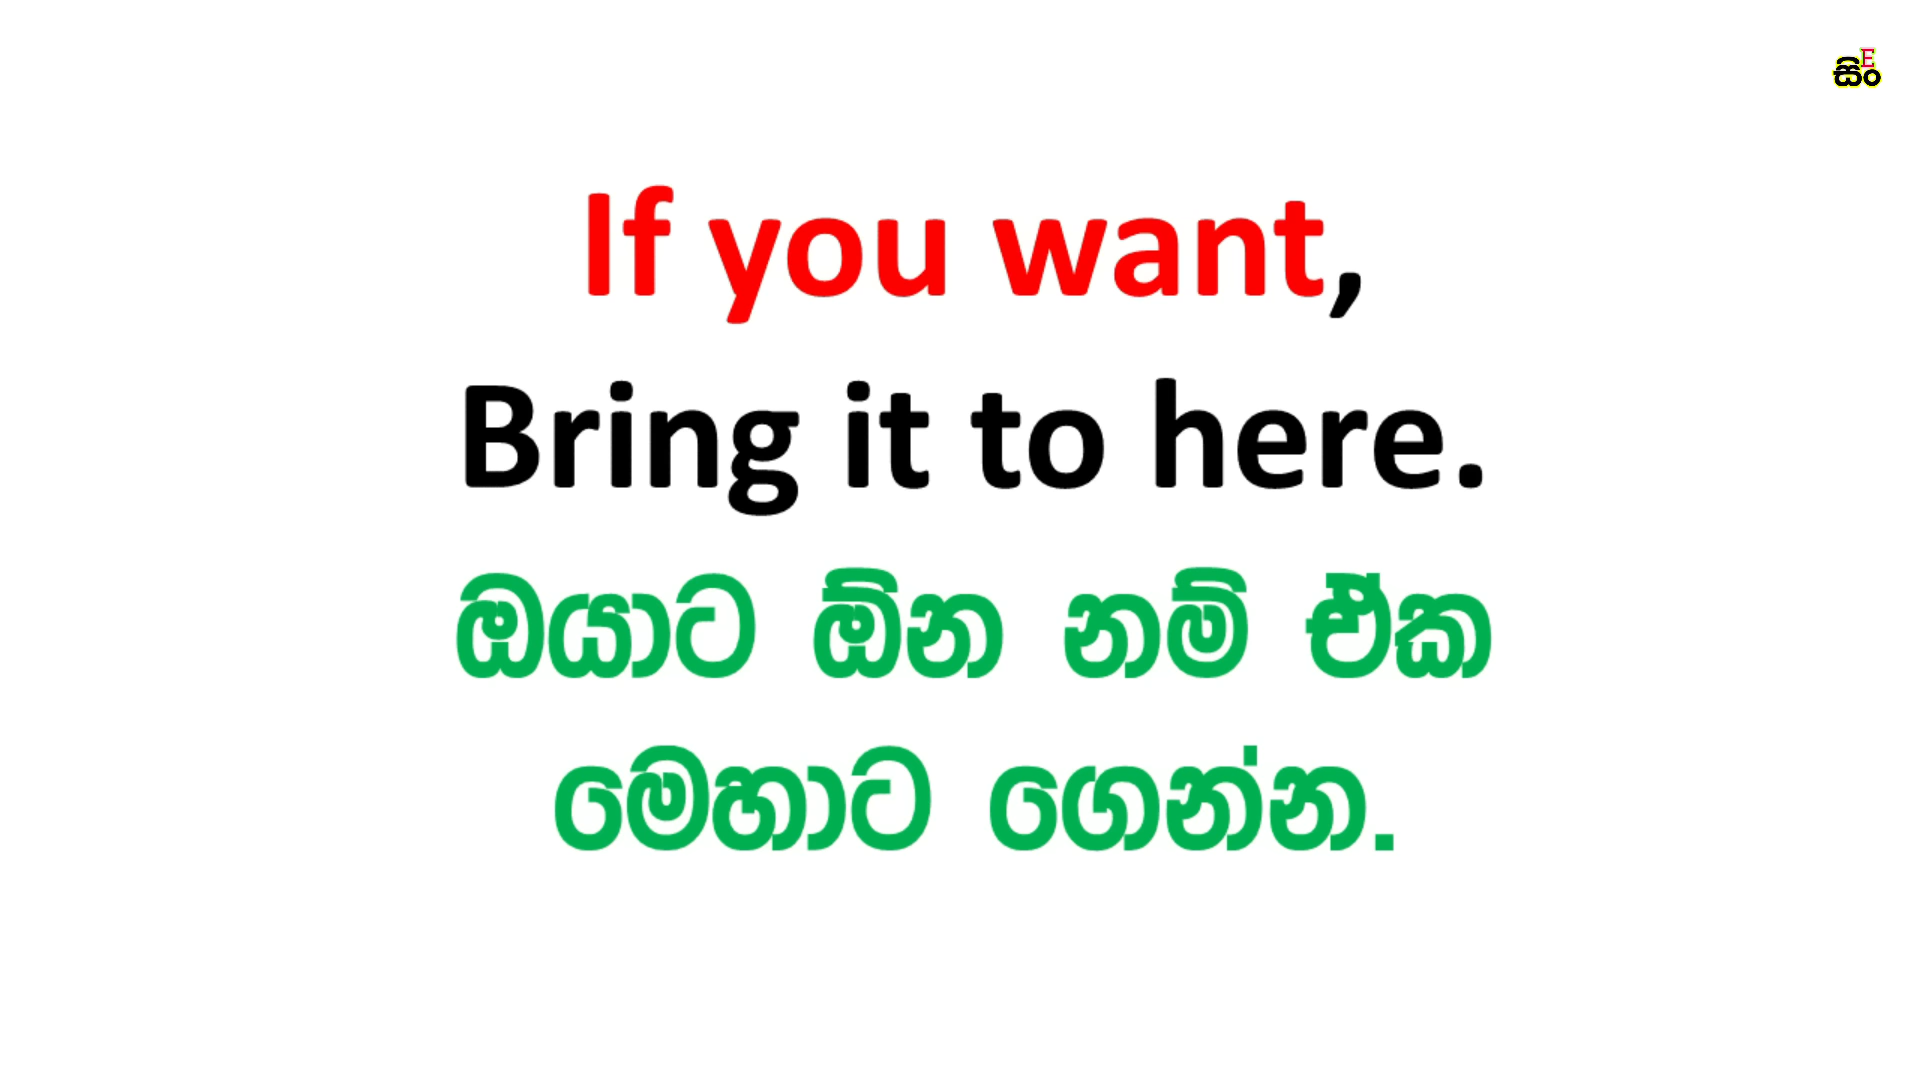 සිං
E
If you want,
Bring it to here.
ඔයාට ඕන නම් ඒක
මෙහාට ගෙන්න.